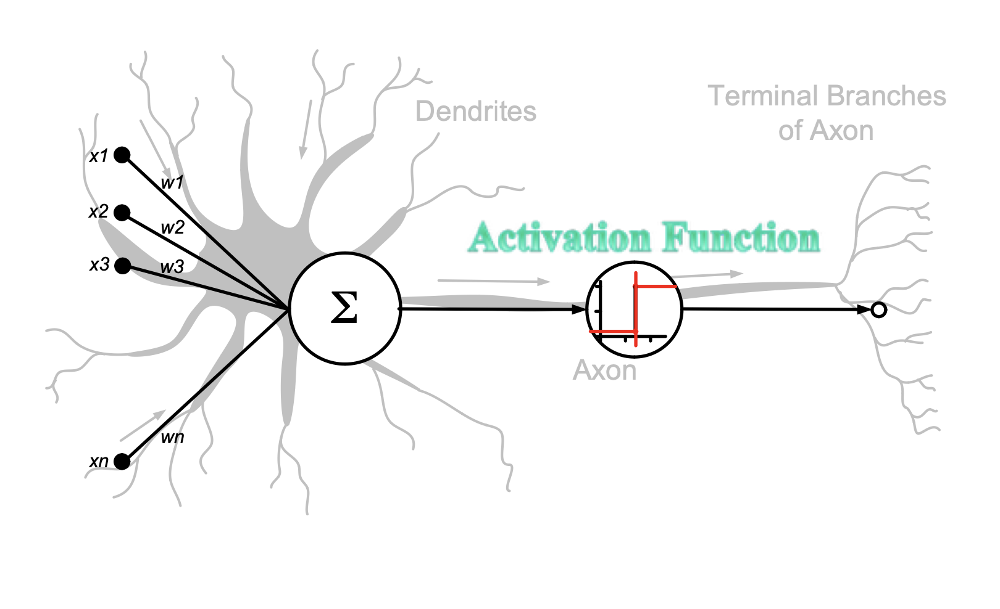 Dendrites
Terminal Branches
of Axon
x1
w1
x2
w2
x3
w3
Activation Function
Σ
Axon
wn
xn